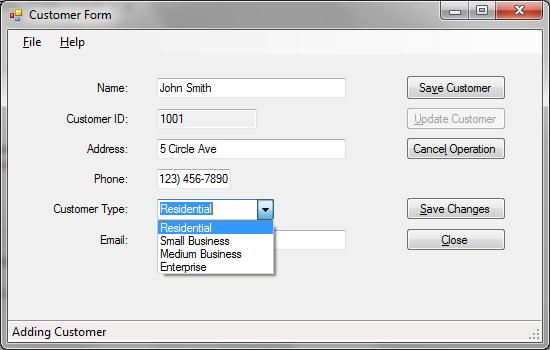 Customer Form
File Help
Name: John Smith Save Customer
Customer ID: 1001 Update Customer
Address: 5 Circle Ave Cancel Operation
Phone: 123) 456-7890
Customer Type: Residential Save Changes
Residential
Small Business
Medium Business
Enterprise
Email: Close
Adding Customer